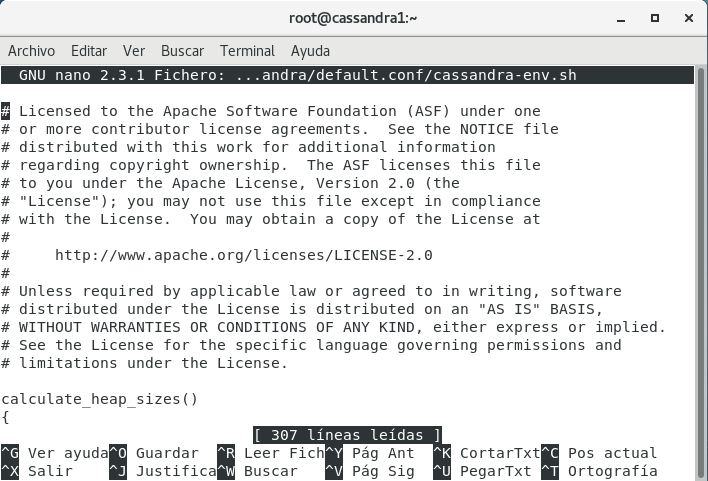 root@cassandra1:~
Archivo Editar Ver Buscar Terminal Ayuda
GNU nano 2.3.1 Fichero: ...andra/default.conf/cassandra-env.sh
# Licensed to the Apache Software Foundation (ASF) under one
# or more contributor license agreements.  See the NOTICE file
# distributed with this work for additional information
# regarding copyright ownership.  The ASF licenses this file
# to you under the Apache License, Version 2.0 (the
# "License"); you may not use this file except in compliance
# with the License.  You may obtain a copy of the License at
#
#     http://www.apache.org/licenses/LICENSE-2.0
#
# Unless required by applicable law or agreed to in writing, software
# distributed under the License is distributed on an "AS IS" BASIS,
# WITHOUT WARRANTIES OR CONDITIONS OF ANY KIND, either express or implied.
# See the License for the specific language governing permissions and
# limitations under the License.
calculate_heap_sizes()
{
[ 307 líneas leídas ]
^G Ver ayuda^O Guardar  ^R Leer Fich^Y Pág Ant  ^K CortarTxt^C Pos actual
^X Salir    ^J Justifica^W Buscar   ^V Pág Sig  ^U PegarTxt ^T Ortografía